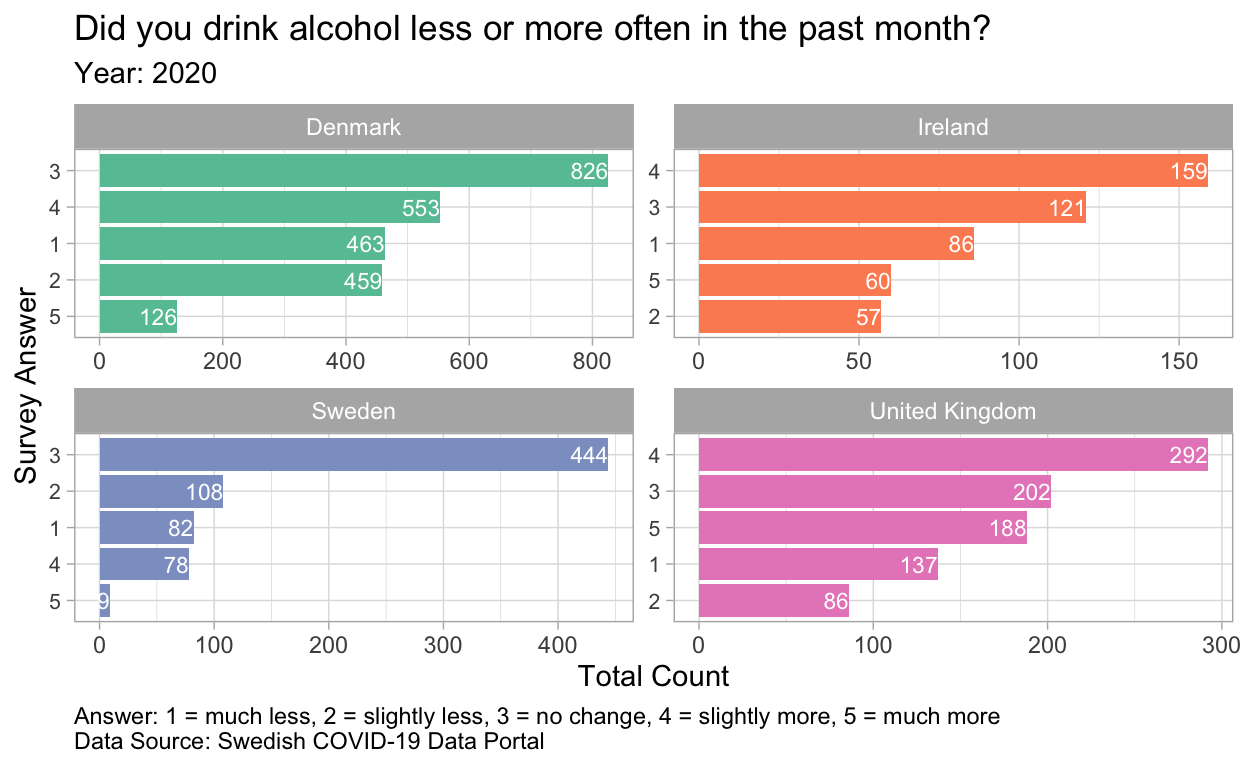 Did you drink alcohol less or more often in the past month?
Year: 2020
Denmark
3 826
4 553
1 463
2 459
5 126
0 200 400 600 800
Ireland
4 159
3 121
1 86
5 60
2 57
0 50 100 150
Survey Answer
Sweden
3 444
2 108
1 82
4 78
5 9
0 100 200 300 400
United Kingdom
4 292
3 202
5 188
1 137
2 86
0 100 200 300
Total Count
Answer: 1 = much less, 2 = slightly less, 3 = no change, 4 = slightly more, 5 = much more
Data Source: Swedish COVID-19 Data Portal